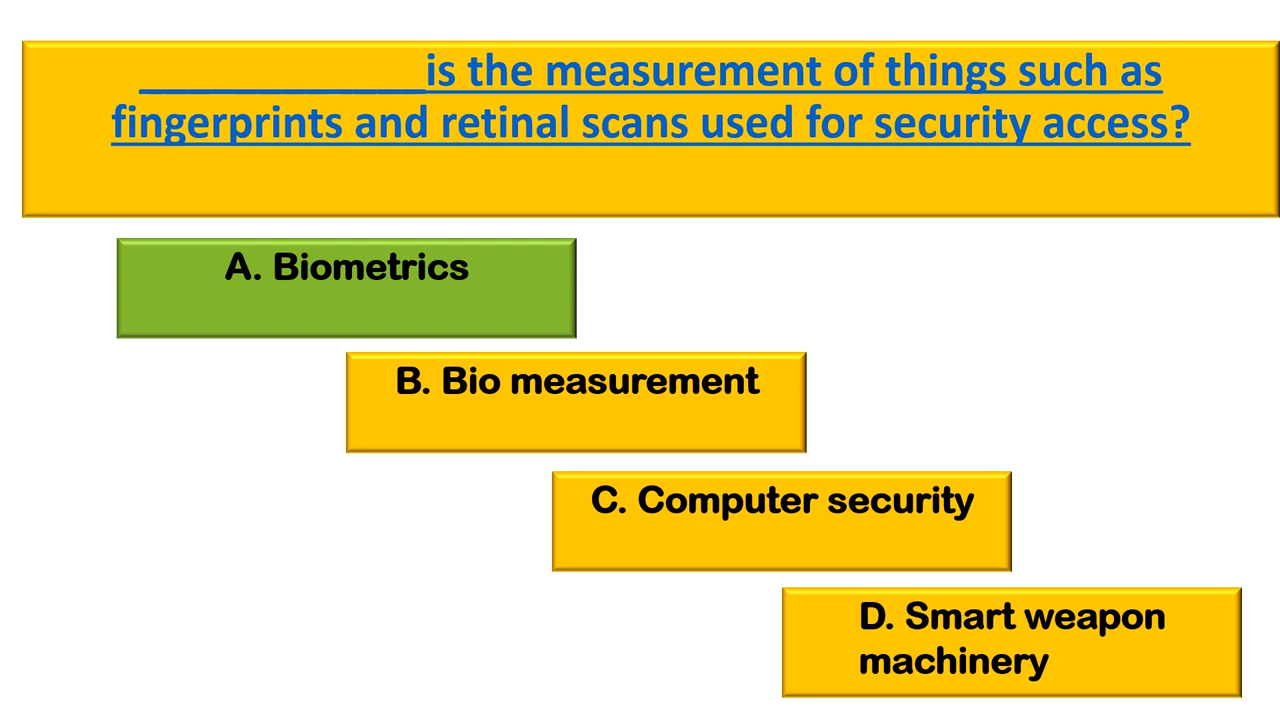 ____________is the measurement of things such as
fingerprints and retinal scans used for security access?
A. Biometrics
B. Bio measurement
C. Computer security
D. Smart weapon
machinery